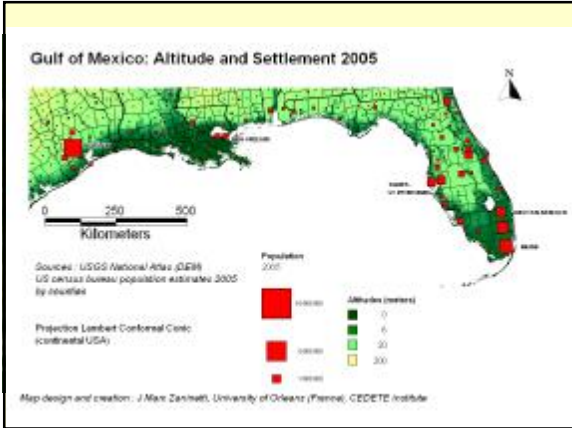 Gulf of Mexico: Altitude and Settlement 2005
N
0 250 500
Kilometers
Sources : USGS National Atlas (DEM)
US census bureau population estimates 2005
by counties
Projection Lambert Conformal Conic
(continental USA)
Population
2005
Altitudes (meters)
0
20
200
Map design and creation : J Marc Zaninetti, University of Orleans (France), CEDETE Institute